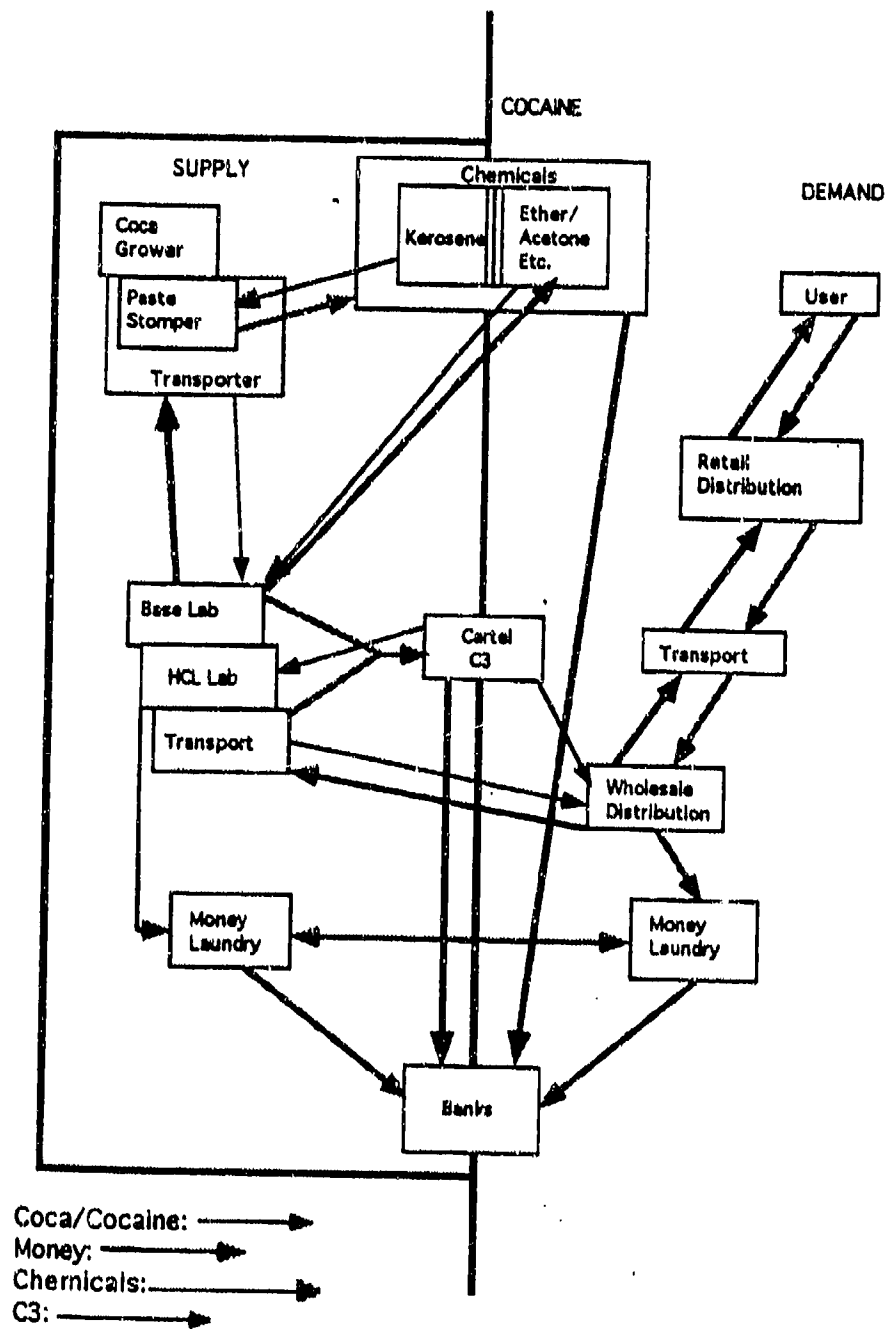 COCAINE
SUPPLY
DEMAND
Chemicals
Kerosene
Ether/
Acetone
Etc.
Coca
Grower
Paste
Stomper
Transporter
User
Retail
Distribution
Base Lab
HCL Lab
Transport
Cartel
C3
Transport
Wholesale
Distribution
Money
Laundry
Money
Laundry
Banks
Coca/Cocaine:
Money:
Chemicals:
C3: